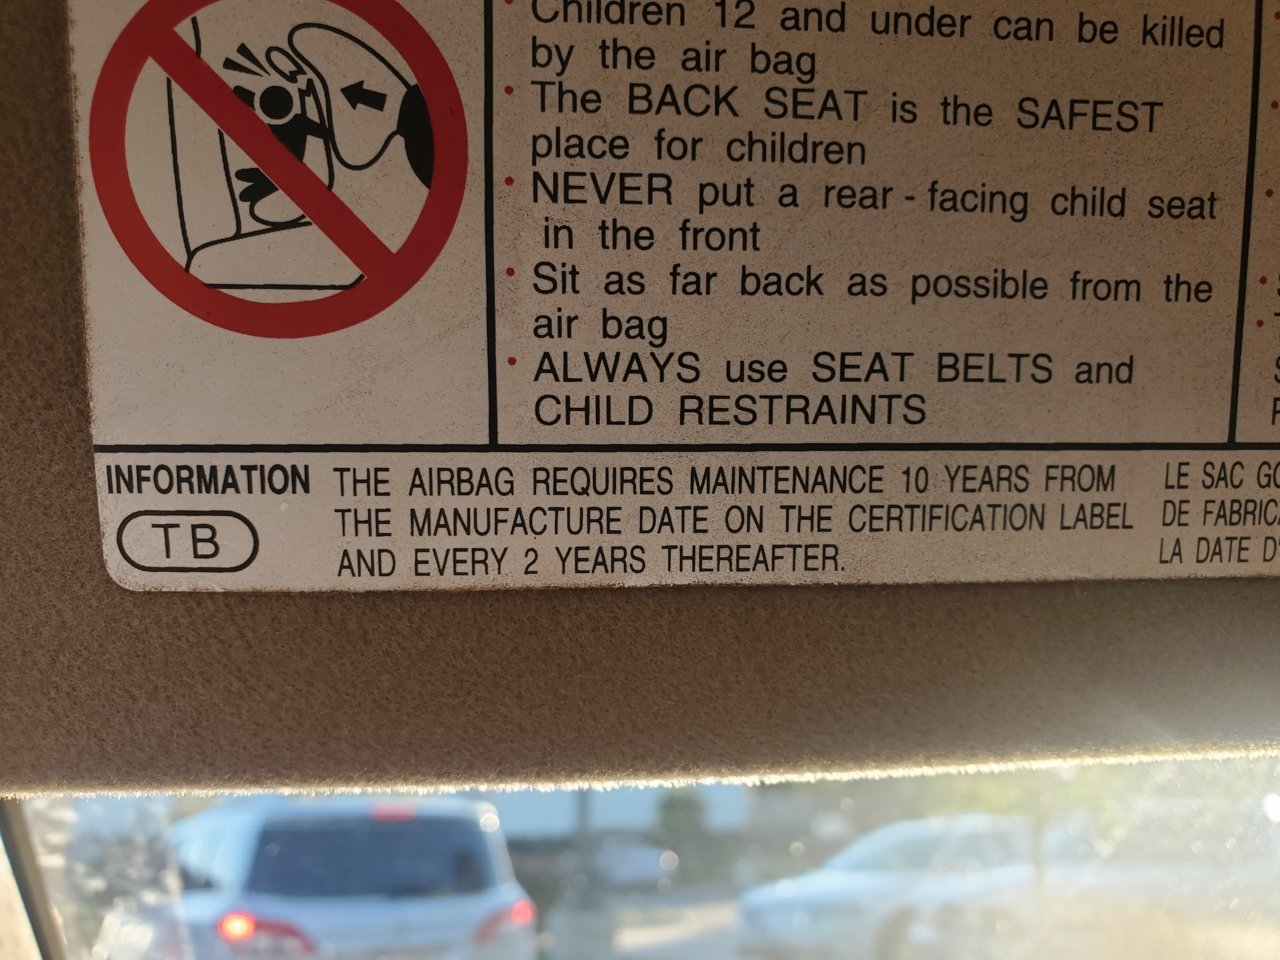 Children 12 and under can be killed
by the air bag
The BACK SEAT is the SAFEST
place for children
NEVER put a rear-facing child seat
in the front
Sit as far back as possible from the
air bag
ALWAYS use SEAT BELTS and
CHILD RESTRAINTS
INFORMATION
TB
THE AIRBAG REQUIRES MAINTENANCE 10 YEARS FROM
THE MANUFACTURE DATE ON THE CERTIFICATION LABEL
AND EVERY 2 YEARS THEREAFTER.
LE SAC
DE
LA DATE